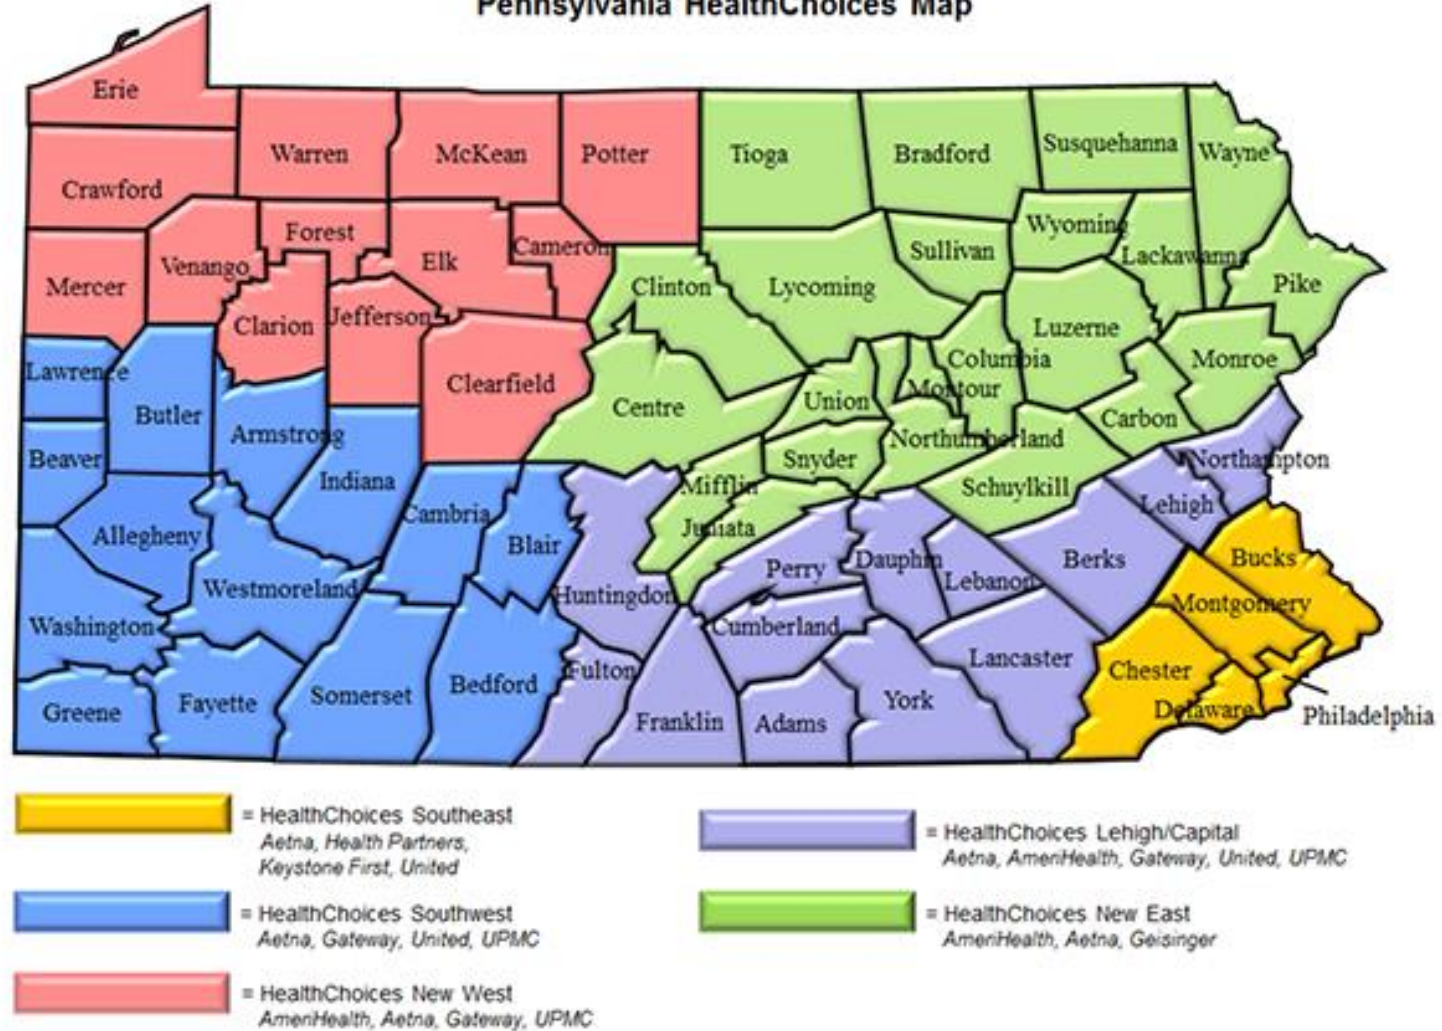 Pennsylvania HealthChoices Map
Erie
Warren
McKean
Potter
Tioga
Bradford
Susquehanna
Wayne
Crawford
Forest
Cameron
Wyoming
Sullivan
Lackawanna
Venango
Elk
Mercer
Clinton
Lycoming
Pike
Clarion
Jefferson
Luzerne
Lawrence
Clearfield
Columbia
Monroe
Montour
Butler
Centre
Union
Carbon
Armstrong
Northumberland
Beaver
Snyder
Northampton
Indiana
Mifflin
Schuylkill
Cambria
Lehigh
Allegheny
Blair
Juniata
Bucks
Westmoreland
Huntingdon
Perry
Dauphin
Lebanon
Berks
Montgomery
Washington
Cumberland
Fulton
Lancaster
Chester
Somerset
Bedford
Greene
Fayette
Franklin
Adams
York
Delaware
Philadelphia
= HealthChoices Southeast
Aetna, Health Partners,
Keystone First, United
= HealthChoices Southwest
Aetna, Gateway, United, UPMC
= HealthChoices New West
AmeriHealth, Aetna, Gateway, UPMC
= HealthChoices Lehigh/Capital
Aetna, AmeriHealth, Gateway, United, UPMC
= HealthChoices New East
AmeriHealth, Aetna, Geisinger